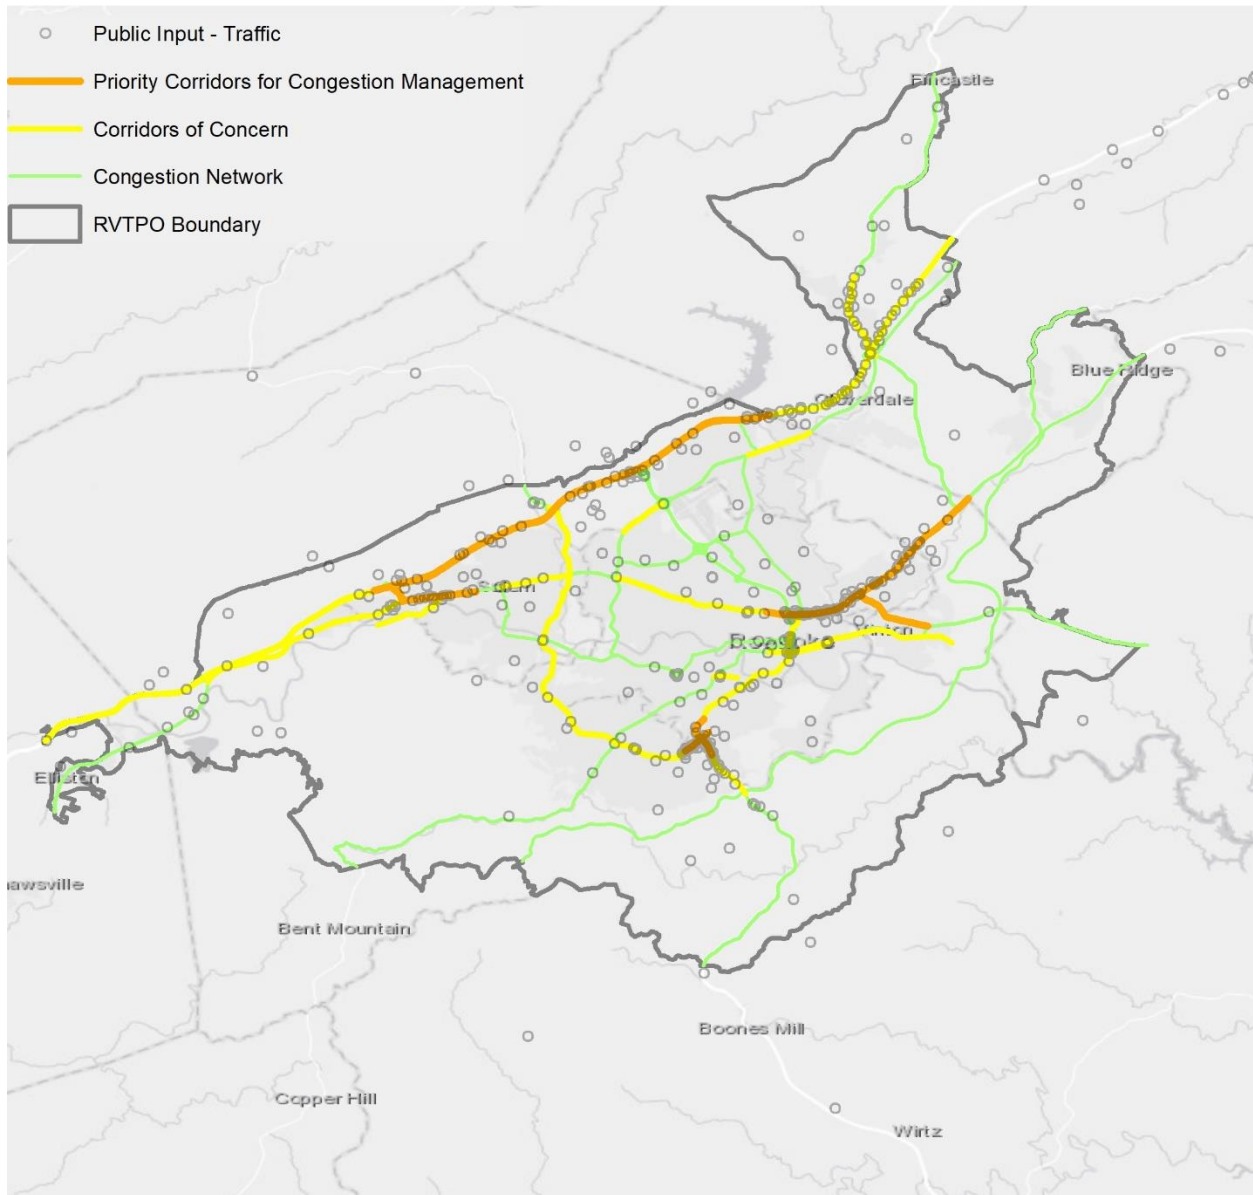 Public Input - Traffic
Priority Corridors for Congestion Management
Corridors of Concern
Congestion Network
RVTPO Boundary
Fincastle
Blue Ridge
Cloverdale
Salem
Vinton
Roanoke
Elliston
awsville
Bent Mountain
Boones Mill
Copper Hill
Wirtz